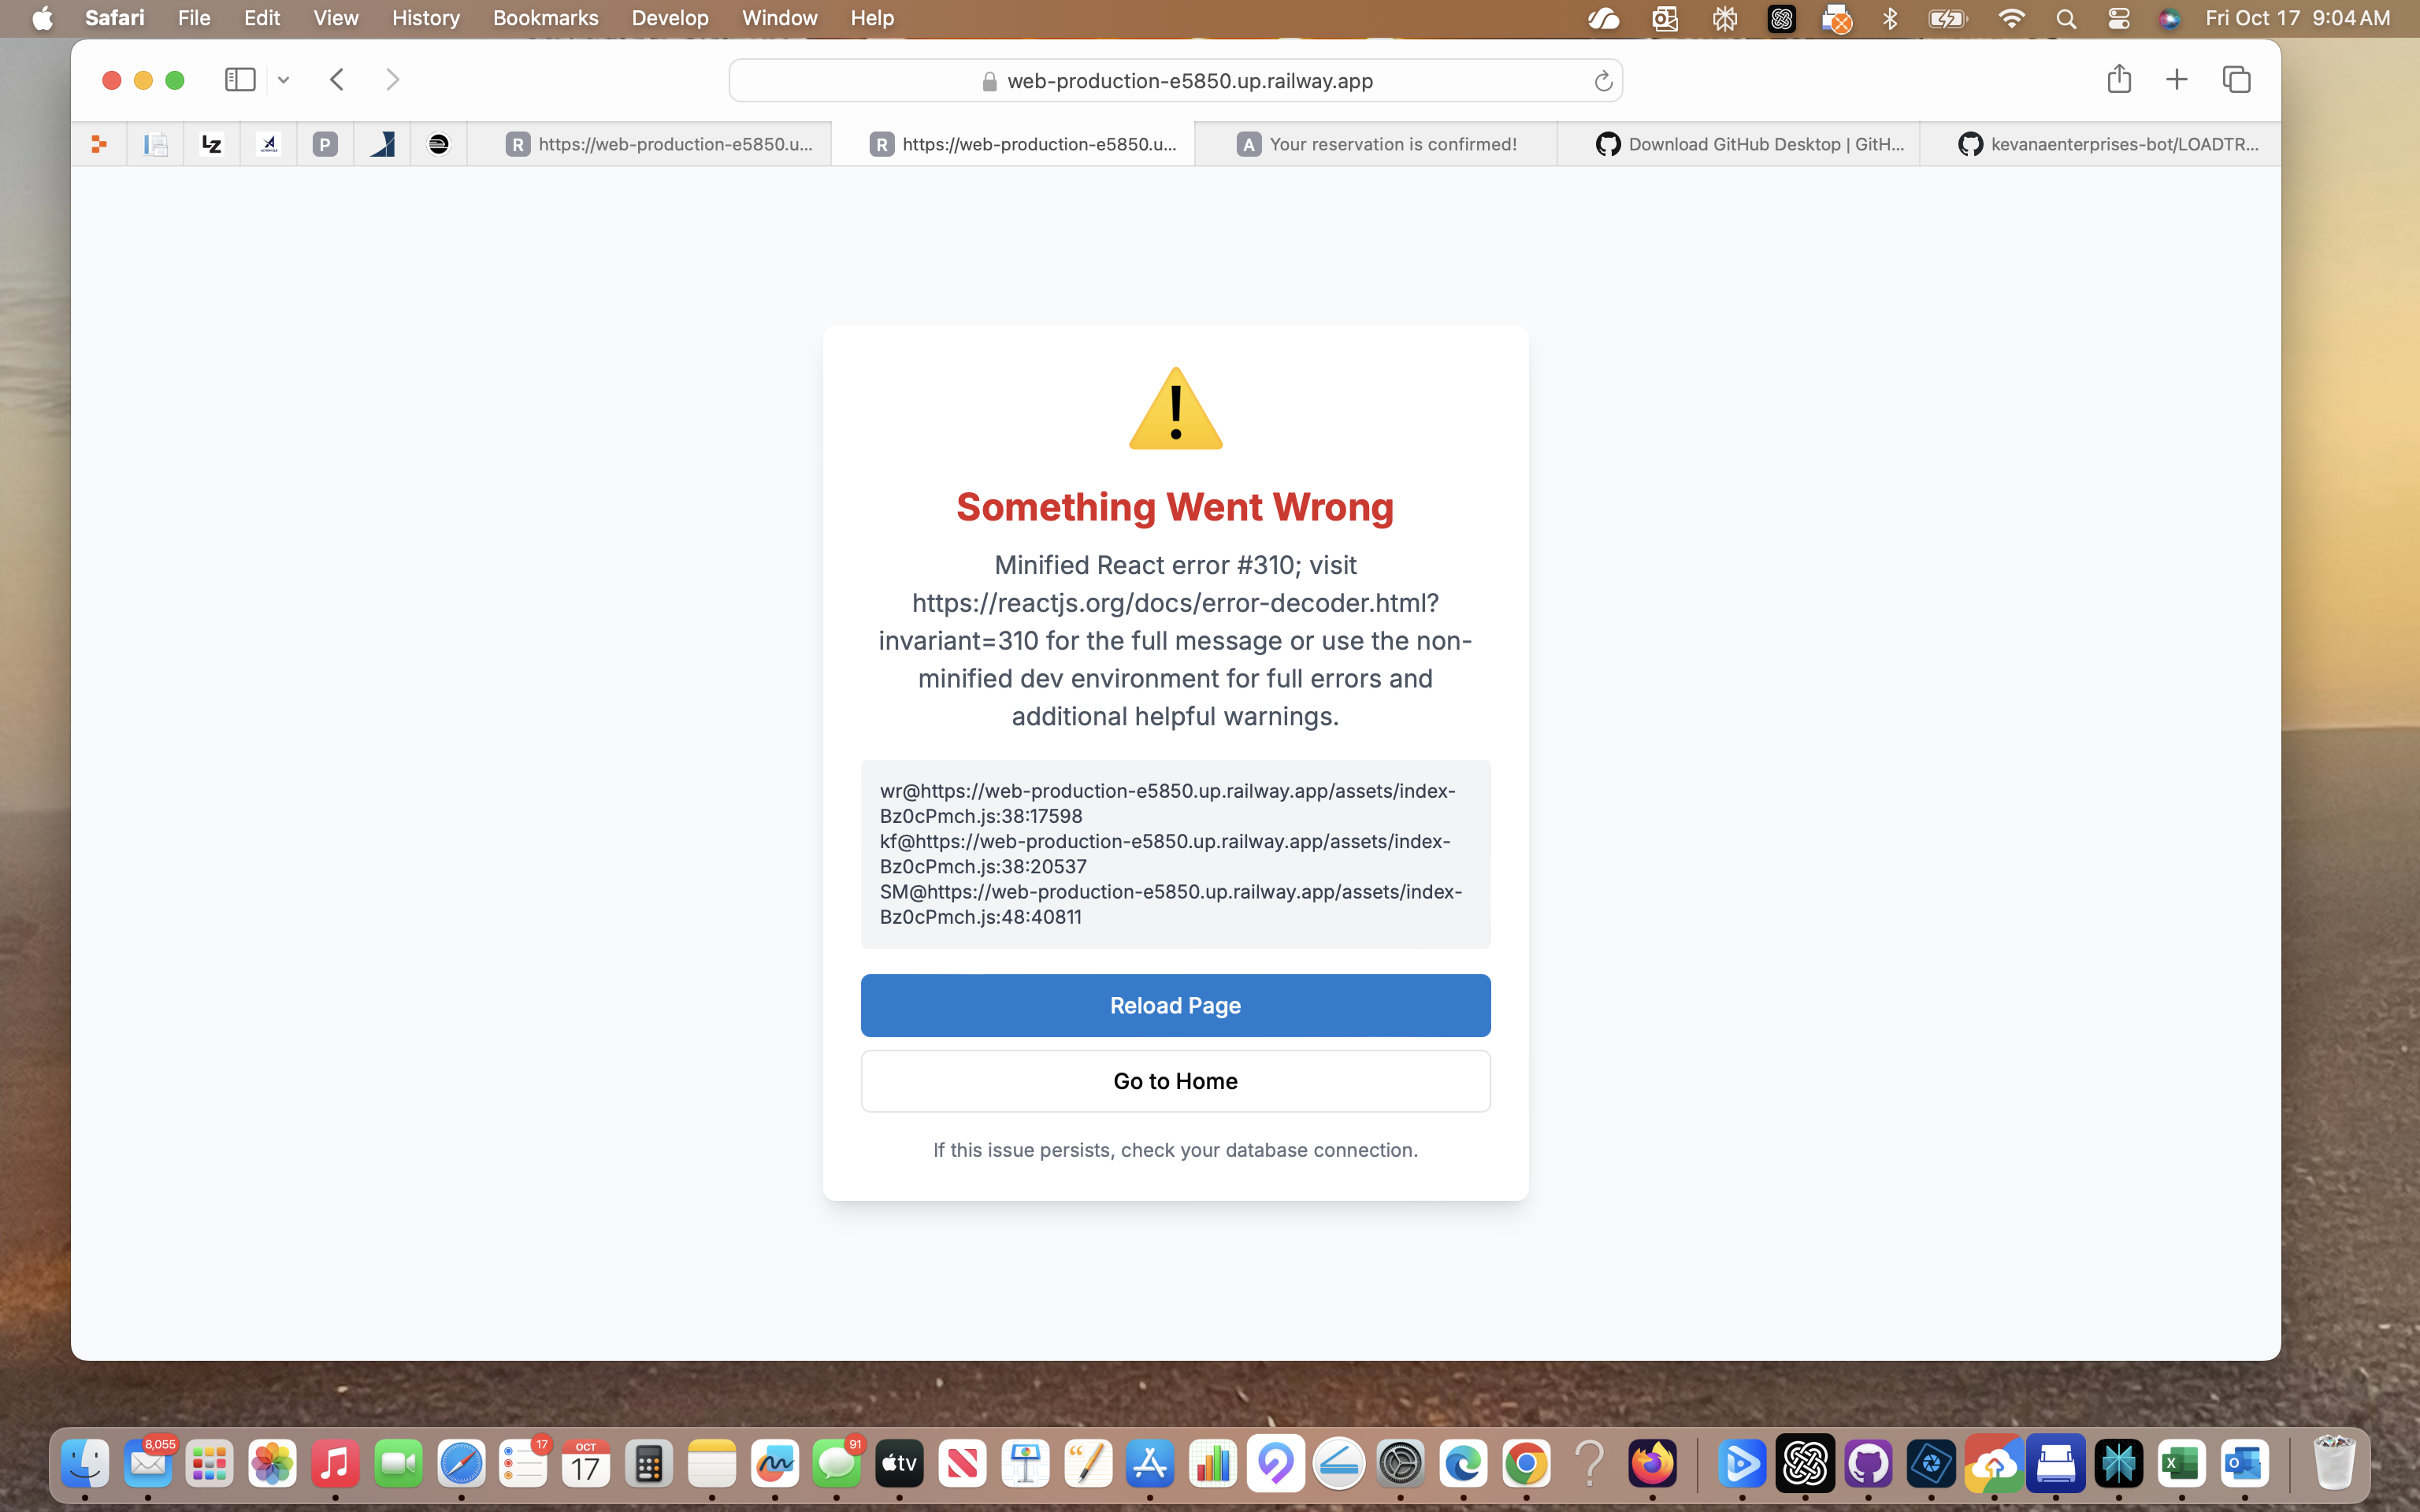 Safari File Edit View History Bookmarks Develop Window Help Fri Oct 17 9:04 AM
web-production-e5850.up.railway.app
LZ P R https://web-production-e5850.u... R https://web-production-e5850.u... A Your reservation is confirmed! Download GitHub Desktop | GitH... kevanaenterprises-bot/LOADTR...
Something Went Wrong
Minified React error #310; visit
https://reactjs.org/docs/error-decoder.html?
invariant=310 for the full message or use the non-
minified dev environment for full errors and
additional helpful warnings.
wr@https://web-production-e5850.up.railway.app/assets/index-
Bz0cPmch.js:38:17598
kf@https://web-production-e5850.up.railway.app/assets/index-
Bz0cPmch.js:38:20537
SM@https://web-production-e5850.up.railway.app/assets/index-
Bz0cPmch.js:48:40811
Reload Page
Go to Home
If this issue persists, check your database connection.
8,055 17 OCT 17 91 tv